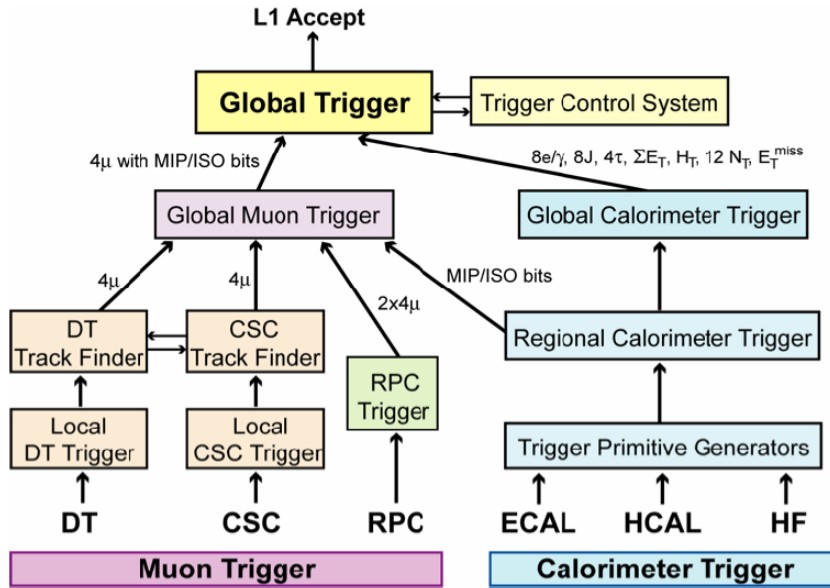 L1 Accept
Global Trigger
Trigger Control System
4μ with MIP/ISO bits
8e/γ, 8J, 4τ, ΣE_T, H_T, 12 N_T, E_T^miss
Global Muon Trigger
Global Calorimeter Trigger
4μ
4μ
2x4μ
MIP/ISO bits
DT
Track Finder
CSC
Track Finder
Regional Calorimeter Trigger
RPC
Trigger
Local
DT Trigger
Local
CSC Trigger
Trigger Primitive Generators
DT
CSC
RPC
ECAL
HCAL
HF
Muon Trigger
Calorimeter Trigger